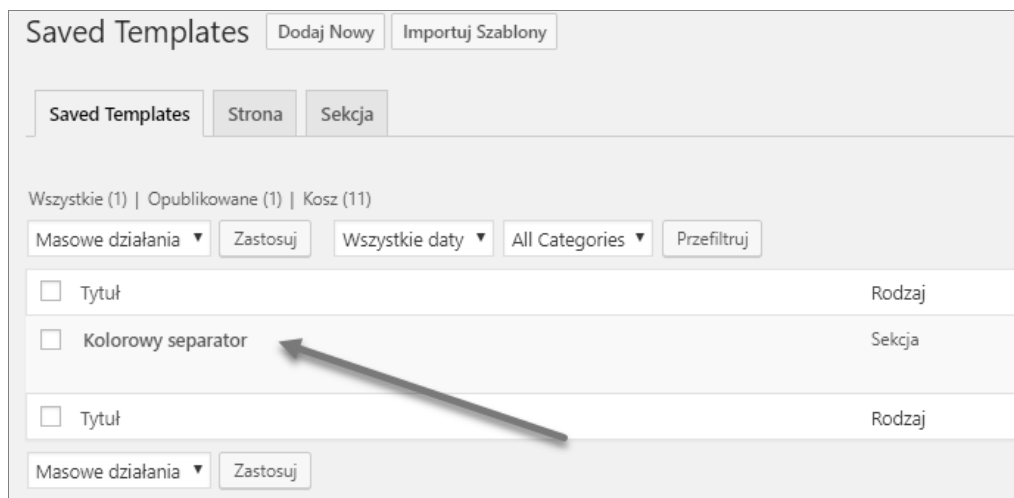 Saved Templates Dodaj Nowy Importuj Szablony
Saved Templates Strona Sekcja
Wszystkie (1) | Opublikowane (1) | Kosz (11)
Masowe działania Zastosuj Wszystkie daty All Categories Przefiltruj
Tytuł Rodzaj
Kolorowy separator Sekcja
Tytuł Rodzaj
Masowe działania Zastosuj